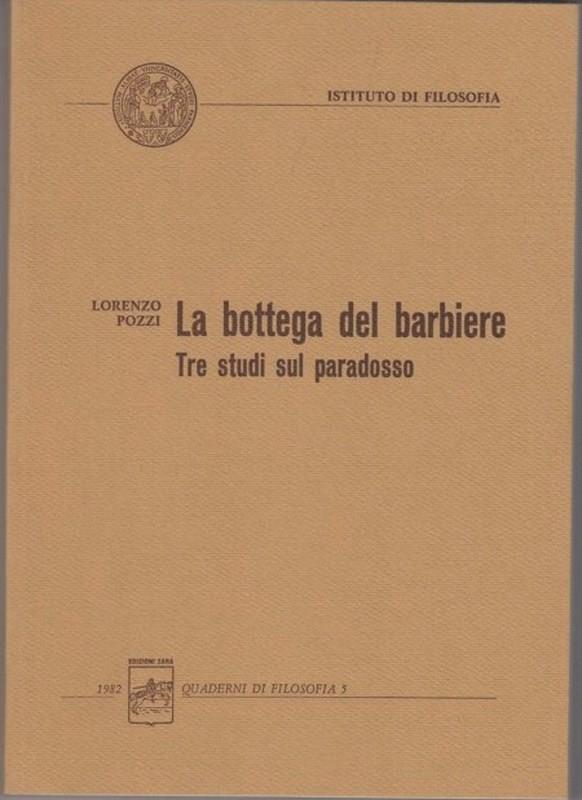 ISTITUTO DI FILOSOFIA
LORENZO
POZZI
La bottega del barbiere
Tre studi sul paradosso
EDIZIONI ZARA
1982
QUADERNI DI FILOSOFIA 5